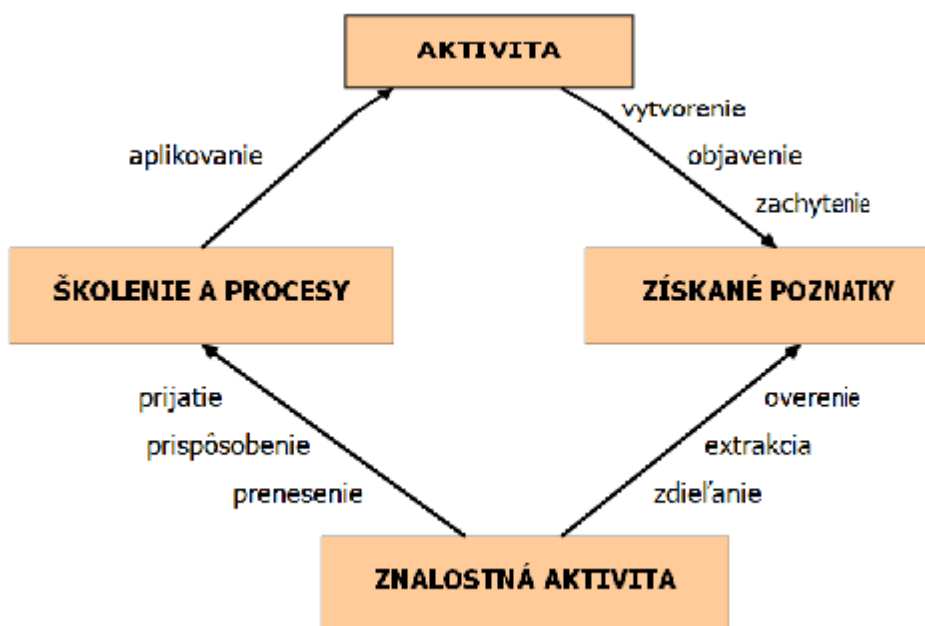 AKTIVITA
vytvorenie
aplikovanie
objavenie
zachytenie
ŠKOLENIE A PROCESY
ZÍSKANÉ POZNATKY
prijatie
overenie
prispôsobenie
extrakcia
prenesenie
zdieľanie
ZNALOSTNÁ AKTIVITA